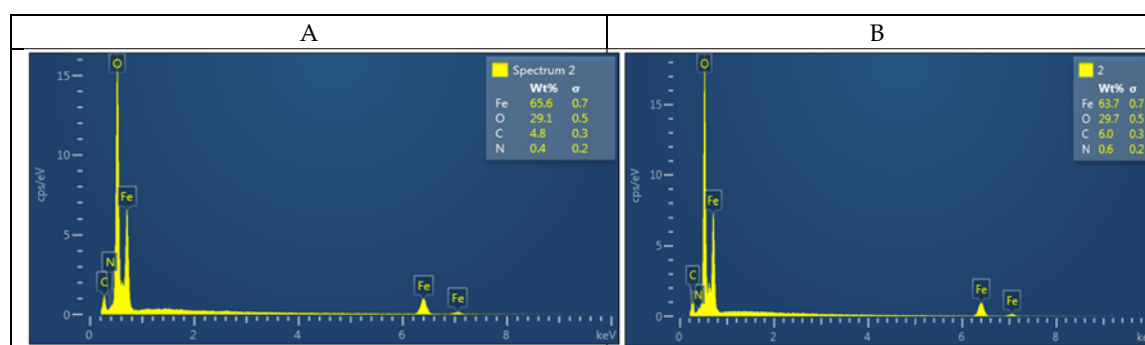 A
B
O
15
10
5
0
cps/eV
Fe
N
C
Fe
Fe
0 2 4 6 8 keV
Spectrum 2
Wt% σ
Fe 65.6 0.7
O 29.1 0.5
C 4.8 0.3
N 0.4 0.2
O
15
10
5
0
cps/eV
Fe
C
N
Fe
Fe
0 2 4 6 8 ke
2
Wt% σ
Fe 63.7 0.7
O 29.7 0.5
C 6.0 0.3
N 0.6 0.2